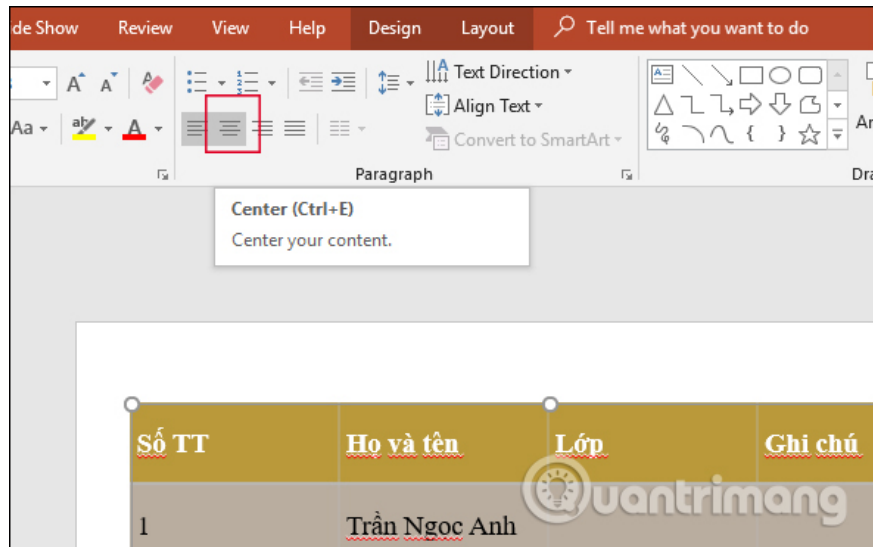 de Show Review View Help Design Layout Tell me what you want to do
Text Direction
Aa Align Text
Convert to SmartArt
Paragraph
Center (Ctrl+E)
Center your content.
Số TT Họ và tên Lớp Ghi chú
1 Trần Ngọc Anh
Quantrimang